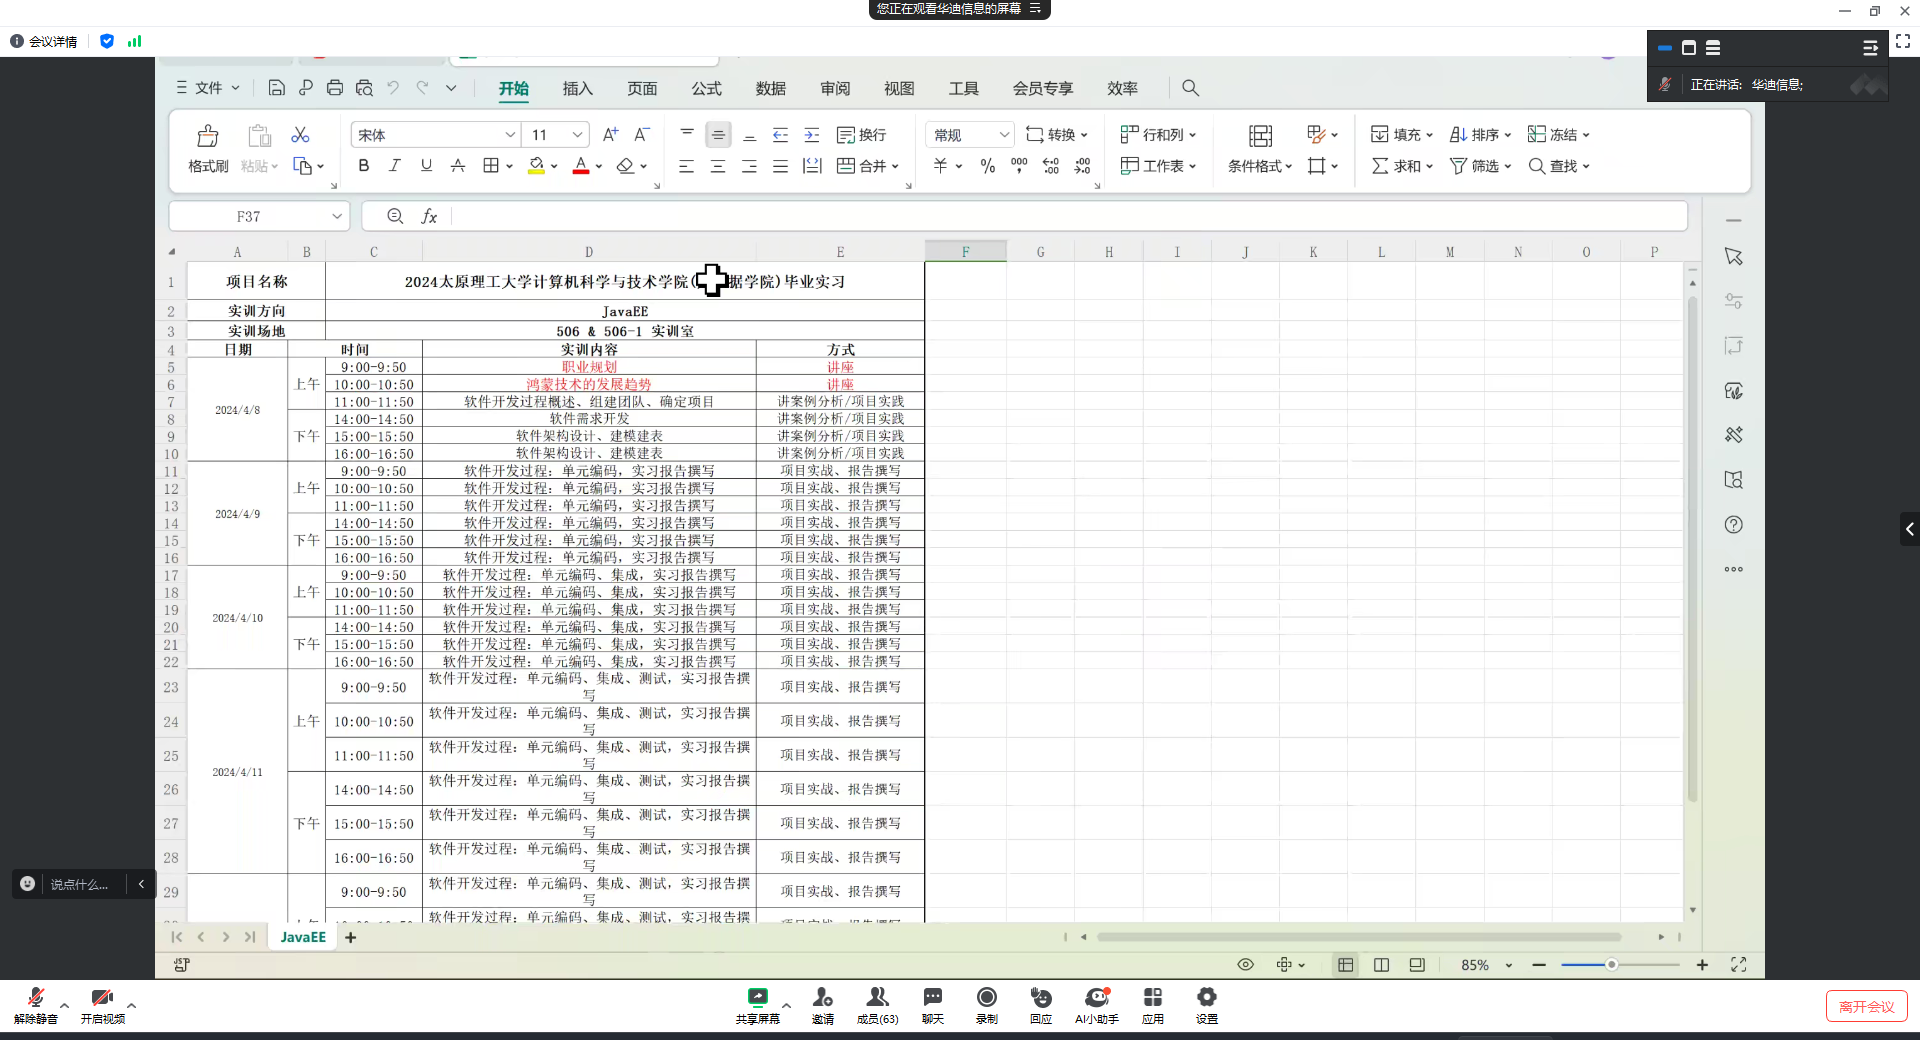 您正在观看华迪信息的屏幕
会议详情
正在讲话: 华迪信息;
文件 开始 插入 页面 公式 数据 审阅 视图 工具 会员专享 效率
宋体 11 换行 常规 转换 行和列 填充 排序 冻结
格式刷 粘贴 合并 工作表 条件格式 求和 筛选 查找
F37
A B C D E F G H I J K L M N O P
1 项目名称 2024太原理工大学计算机科学与技术学院( 据学院)毕业实习
2 实训方向 JavaEE
3 实训场地 506 & 506-1 实训室
4 日期 时间 实训内容 方式
5 9:00-9:50 职业规划 讲座
2024/4/8 上午 6 10:00-10:50 鸿蒙技术的发展趋势 讲座
7 11:00-11:50 软件开发过程概述、组建团队、确定项目 讲案例分析/项目实践
8 14:00-14:50 软件需求开发 讲案例分析/项目实践
9 下午 15:00-15:50 软件架构设计、建模建表 讲案例分析/项目实践
10 16:00-16:50 软件架构设计、建模建表 讲案例分析/项目实践
11 9:00-9:50 软件开发过程: 单元编码, 实习报告撰写 项目实战、报告撰写
12 上午 10:00-10:50 软件开发过程: 单元编码, 实习报告撰写 项目实战、报告撰写
13 2024/4/9 11:00-11:50 软件开发过程: 单元编码, 实习报告撰写 项目实战、报告撰写
14 14:00-14:50 软件开发过程: 单元编码, 实习报告撰写 项目实战、报告撰写
15 下午 15:00-15:50 软件开发过程: 单元编码, 实习报告撰写 项目实战、报告撰写
16 16:00-16:50 软件开发过程: 单元编码, 实习报告撰写 项目实战、报告撰写
17 9:00-9:50 软件开发过程: 单元编码、集成, 实习报告撰写 项目实战、报告撰写
18 上午 10:00-10:50 软件开发过程: 单元编码、集成, 实习报告撰写 项目实战、报告撰写
19 2024/4/10 11:00-11:50 软件开发过程: 单元编码、集成, 实习报告撰写 项目实战、报告撰写
20 14:00-14:50 软件开发过程: 单元编码、集成, 实习报告撰写 项目实战、报告撰写
21 下午 15:00-15:50 软件开发过程: 单元编码、集成, 实习报告撰写 项目实战、报告撰写
22 16:00-16:50 软件开发过程: 单元编码、集成, 实习报告撰写 项目实战、报告撰写
23 9:00-9:50 软件开发过程: 单元编码、集成、测试, 实习报告撰 项目实战、报告撰写
写
24 上午 10:00-10:50 软件开发过程: 单元编码、集成、测试, 实习报告撰 项目实战、报告撰写
写
25 11:00-11:50 软件开发过程: 单元编码、集成、测试, 实习报告撰 项目实战、报告撰写
写
2024/4/11
26 14:00-14:50 软件开发过程: 单元编码、集成、测试, 实习报告撰 项目实战、报告撰写
写
27 下午 15:00-15:50 软件开发过程: 单元编码、集成、测试, 实习报告撰 项目实战、报告撰写
写
28 16:00-16:50 软件开发过程: 单元编码、集成、测试, 实习报告撰 项目实战、报告撰写
写
29 9:00-9:50 软件开发过程: 单元编码、集成、测试, 实习报告撰 项目实战、报告撰写
写
软件开发过程: 单元编码、集成、测试, 实习报告撰
说点什么...
JavaEE
85%
解除静音 开启视频 共享屏幕 邀请 成员(63) 聊天 录制 回应 AI小助手 应用 设置 离开会议